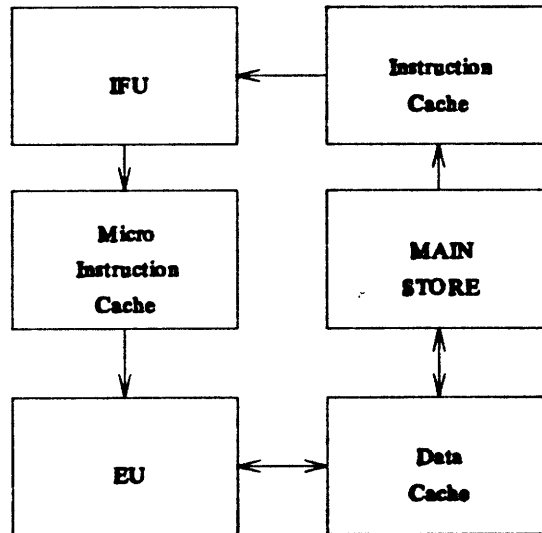 IFU
Instruction
Cache
Micro
Instruction
Cache
MAIN
STORE
EU
Data
Cache